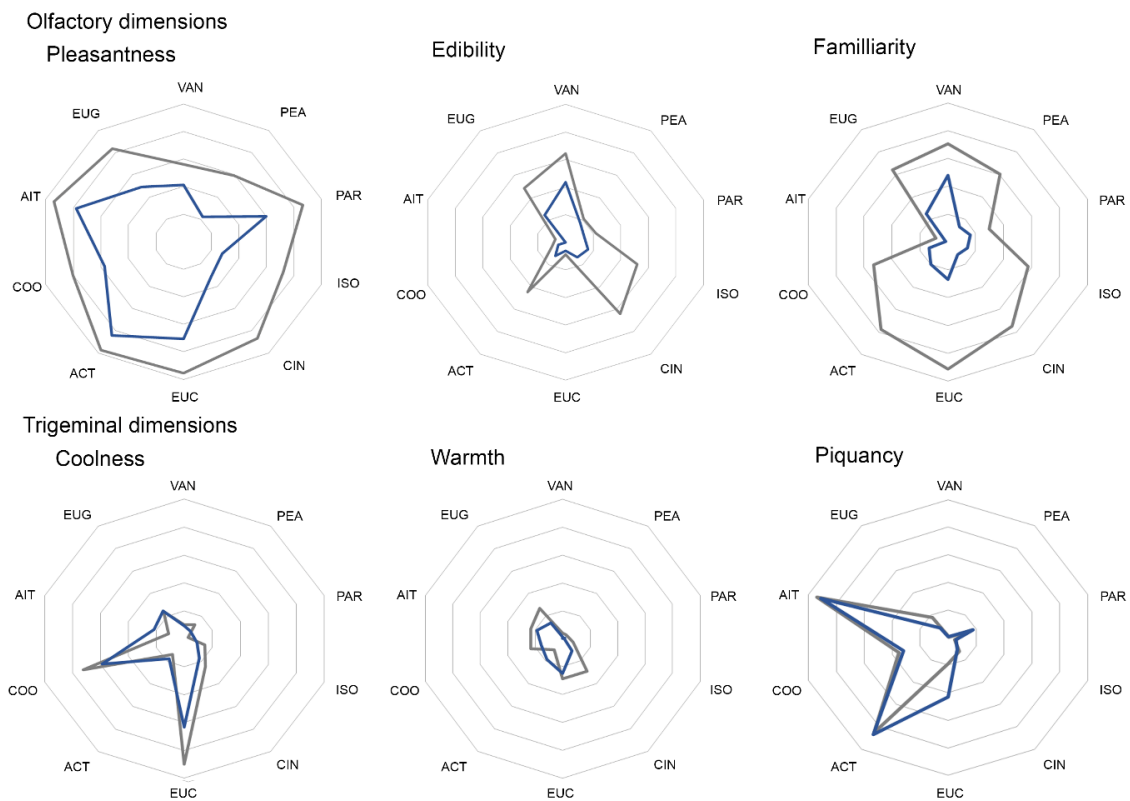 Olfactory dimensions
Pleasantness
Edibility
Familliarity
VAN
PEA
PAR
ISO
CIN
EUC
ACT
COO
AIT
EUG
VAN
PEA
PAR
ISO
CIN
EUC
ACT
COO
AIT
EUG
VAN
PEA
PAR
ISO
CIN
EUC
ACT
COO
AIT
EUG
Trigeminal dimensions
Coolness
Warmth
Piquancy
VAN
PEA
PAR
ISO
CIN
EUC
ACT
COO
AIT
EUG
VAN
PEA
PAR
ISO
CIN
EUC
ACT
COO
AIT
EUG
VAN
PEA
PAR
ISO
CIN
EUC
ACT
COO
AIT
EUG